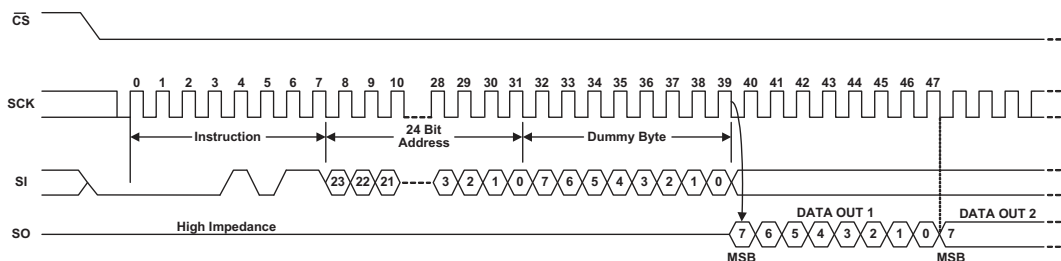 CS
0 1 2 3 4 5 6 7 8 9 10 28 29 30 31 32 33 34 35 36 37 38 39 40 41 42 43 44 45 46 47
SCK
Instruction
24 Bit
Address
Dummy Byte
SI
23 22 21 3 2 1 0 7 6 5 4 3 2 1 0
High Impedance
DATA OUT 1
DATA OUT 2
SO
7 6 5 4 3 2 1 0 7
MSB
MSB